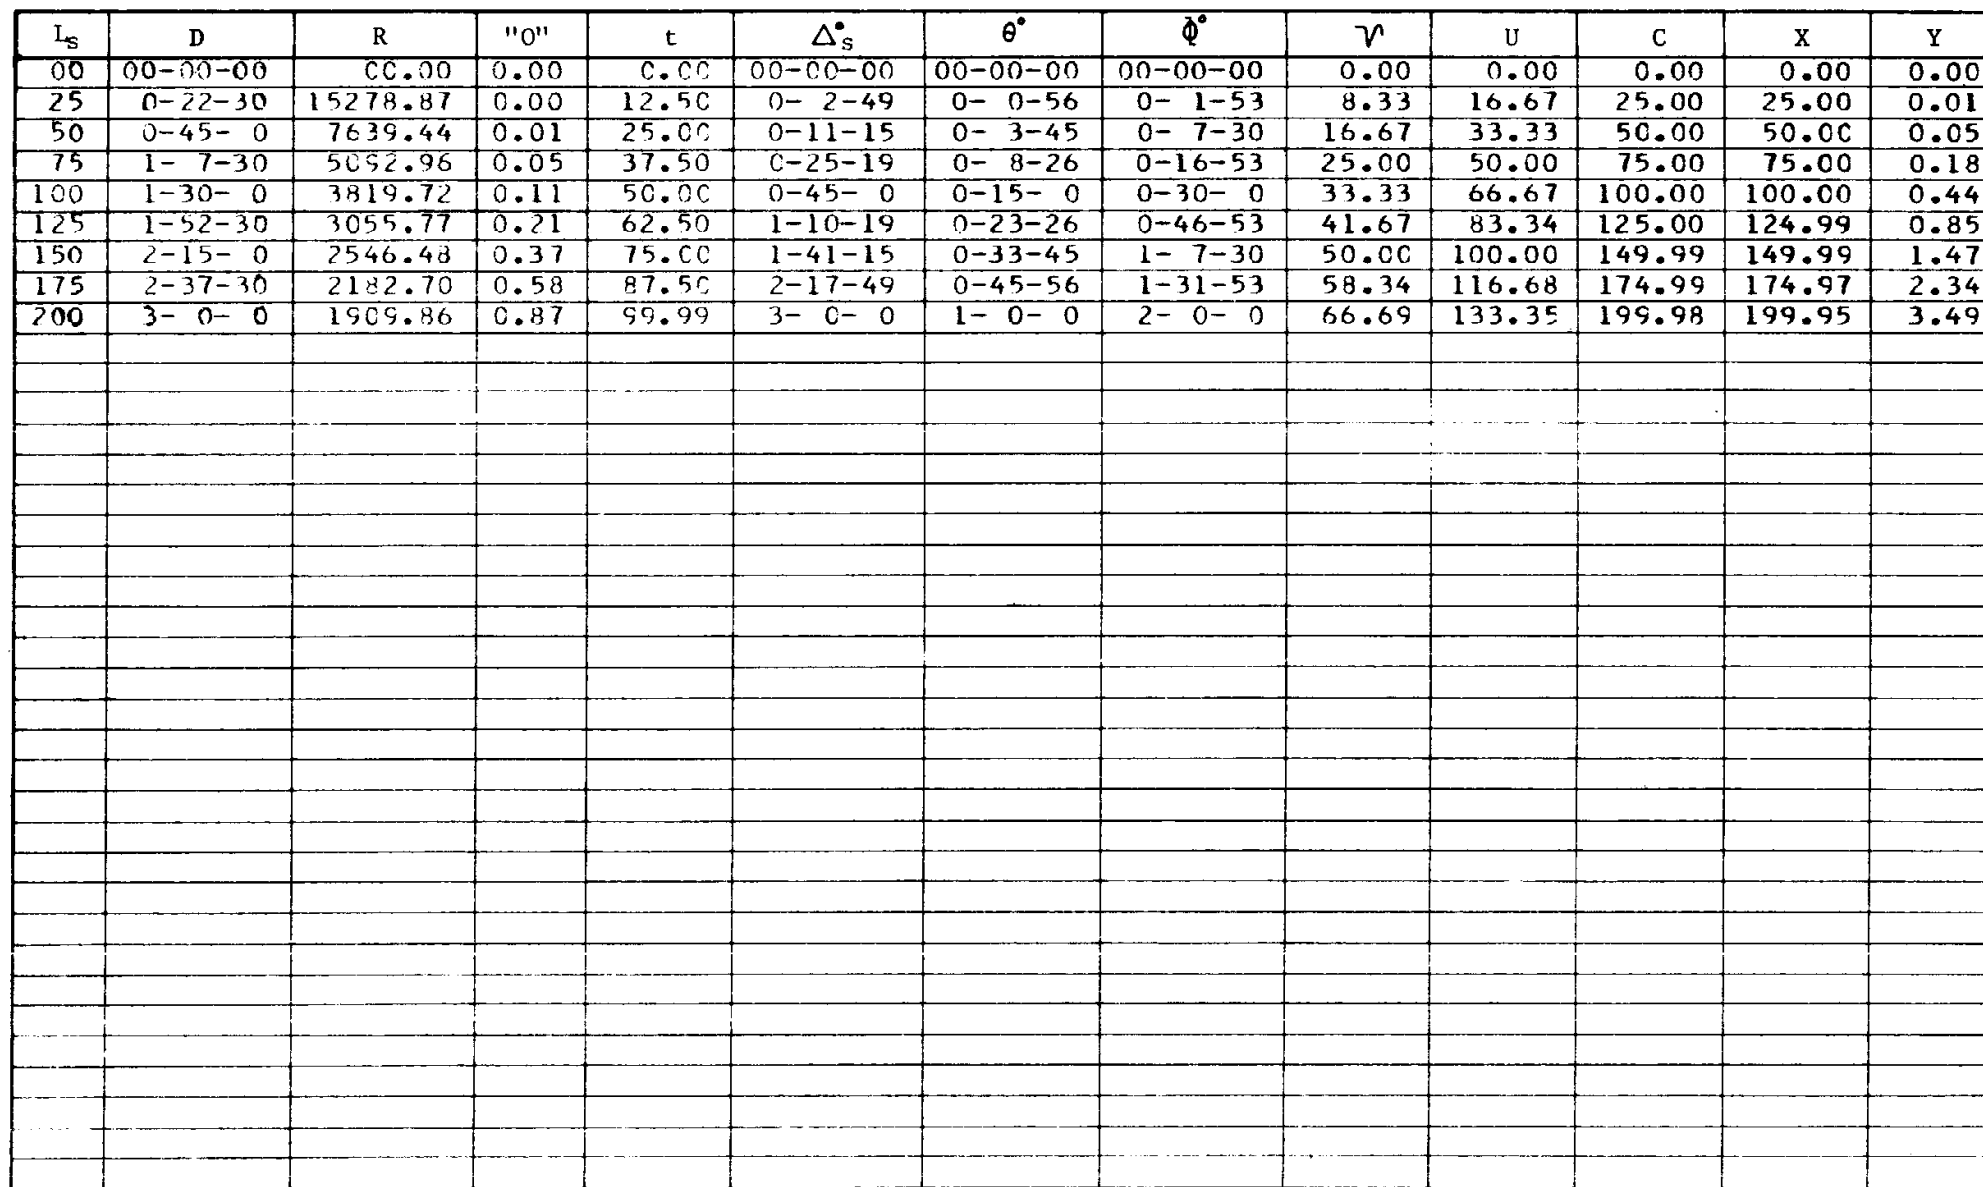 Ls D R "O" t Δ°s θ° Φ° V U C X Y
00 00-00-00 00.00 0.00 0.00 00-00-00 00-00-00 00-00-00 0.00 0.00 0.00 0.00 0.00
25 0-22-30 15278.87 0.00 12.50 0- 2-49 0- 0-56 0- 1-53 8.33 16.67 25.00 25.00 0.01
50 0-45- 0 7639.44 0.01 25.00 0-11-15 0- 3-45 0- 7-30 16.67 33.33 50.00 50.00 0.05
75 1- 7-30 5092.96 0.05 37.50 0-25-19 0- 8-26 0-16-53 25.00 50.00 75.00 75.00 0.18
100 1-30- 0 3819.72 0.11 50.00 0-45- 0 0-15- 0 0-30- 0 33.33 66.67 100.00 100.00 0.44
125 1-52-30 3055.77 0.21 62.50 1-10-19 0-23-26 0-46-53 41.67 83.34 125.00 124.99 0.85
150 2-15- 0 2546.48 0.37 75.00 1-41-15 0-33-45 1- 7-30 50.00 100.00 149.99 149.99 1.47
175 2-37-30 2182.70 0.58 87.50 2-17-49 0-45-56 1-31-53 58.34 116.68 174.99 174.97 2.34
200 3- 0- 0 1909.86 0.87 99.99 3- 0- 0 1- 0- 0 2- 0- 0 66.69 133.35 199.98 199.95 3.49